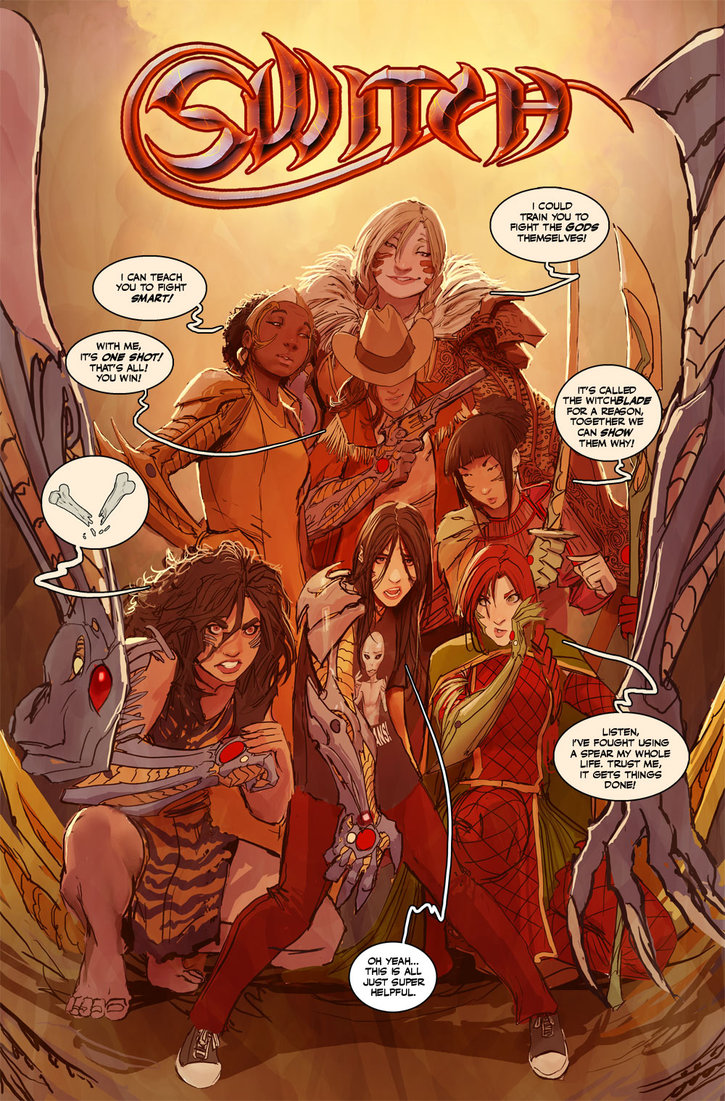 SWITCH
I COULD
TRAIN YOU TO
FIGHT THE GODS
THEMSELVES!
I CAN TEACH
YOU TO FIGHT
SMART!
WITH ME,
IT'S ONE SHOT!
THAT'S ALL!
YOU WIN!
IT'S CALLED
THE WITCHBLADE
FOR A REASON,
TOGETHER WE
CAN SHOW
THEM WHY!
ANS!
LISTEN,
I'VE FOUGHT USING
A SPEAR MY WHOLE
LIFE. TRUST ME,
IT GETS THINGS
DONE!
OH YEAH...
THIS IS ALL
JUST SUPER
HELPFUL.